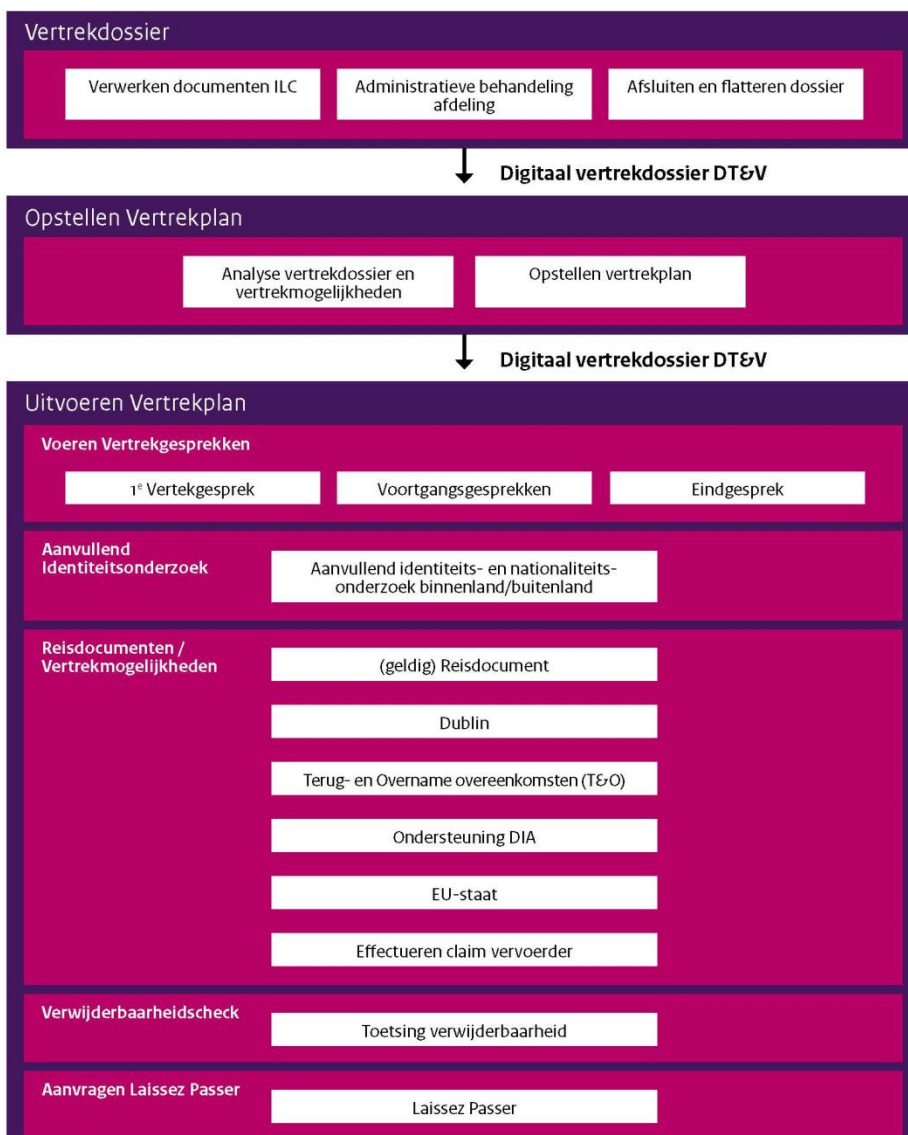 Vertrekdossier
Verwerken documenten ILC
Administratieve behandeling
afdeling
Afsluiten en flatteren dossier
Digitaal vertrekdossier DT&V
Opstellen Vertrekplan
Analyse vertrekdossier en
vertrekmogelijkheden
Opstellen vertrekplan
Digitaal vertrekdossier DT&V
Uitvoeren Vertrekplan
Voeren Vertrekgesprekken
1e Vertekgesprek
Voortgangsgesprekken
Eindgesprek
Aanvullend
Identiteitsonderzoek
Aanvullend identiteits- en nationaliteits-
onderzoek binnenland/buitenland
Reisdocumenten /
Vertrekmogelijkheden
(geldig) Reisdocument
Dublin
Terug- en Overname overeenkomsten (T&O)
Ondersteuning DIA
EU-staat
Effectueren claim vervoerder
Verwijderbaarheidscheck
Toetsing verwijderbaarheid
Aanvragen Laissez Passer
Laissez Passer